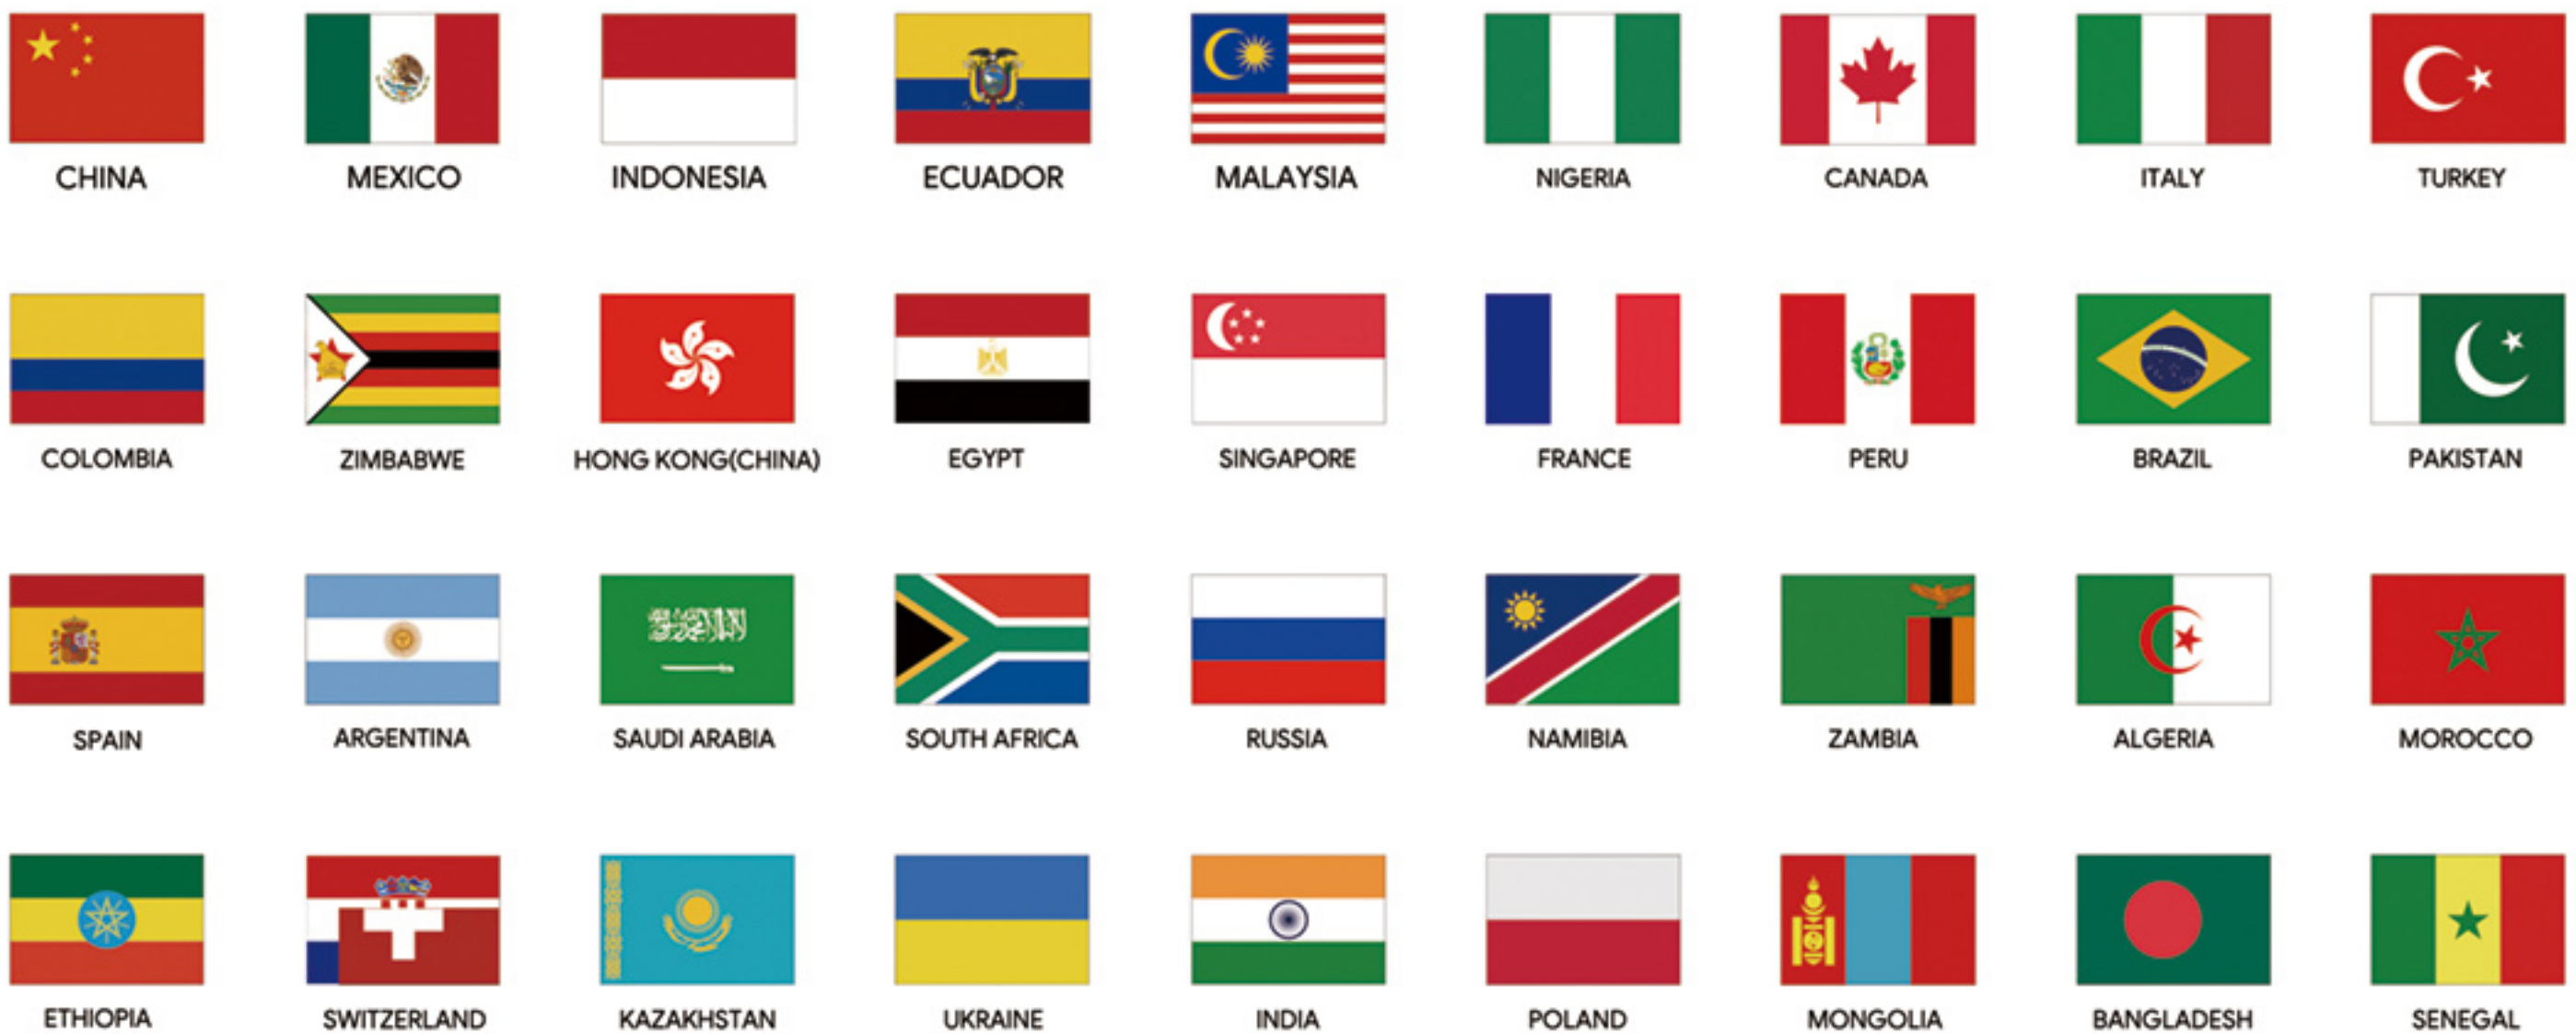 CHINA
MEXICO
INDONESIA
ECUADOR
MALAYSIA
NIGERIA
CANADA
ITALY
TURKEY
COLOMBIA
ZIMBABWE
HONG KONG(CHINA)
EGYPT
SINGAPORE
FRANCE
PERU
BRAZIL
PAKISTAN
SPAIN
ARGENTINA
SAUDI ARABIA
SOUTH AFRICA
RUSSIA
NAMIBIA
ZAMBIA
ALGERIA
MOROCCO
ETHIOPIA
SWITZERLAND
KAZAKHSTAN
UKRAINE
INDIA
POLAND
MONGOLIA
BANGLADESH
SENEGAL